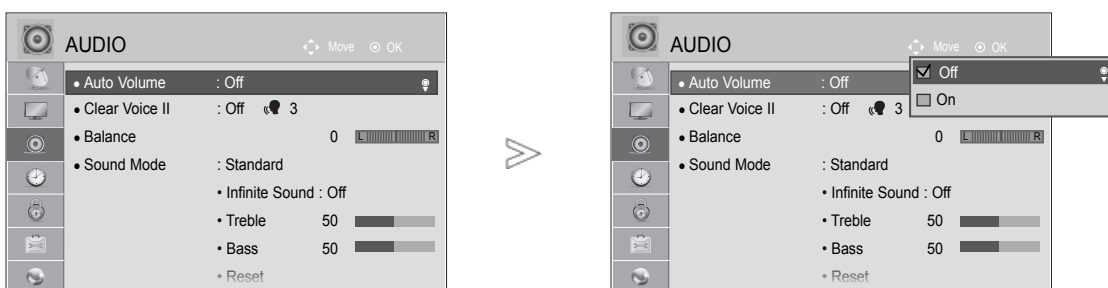 AUDIO
Move OK
• Auto Volume : Off
• Clear Voice II : Off 3
• Balance 0 L R
• Sound Mode : Standard
• Infinite Sound : Off
• Treble 50
• Bass 50
• Reset
AUDIO
Move OK
• Auto Volume : Off
• Clear Voice II : Off 3
• Balance 0 L R
• Sound Mode : Standard
• Infinite Sound : Off
• Treble 50
• Bass 50
• Reset
Off
On